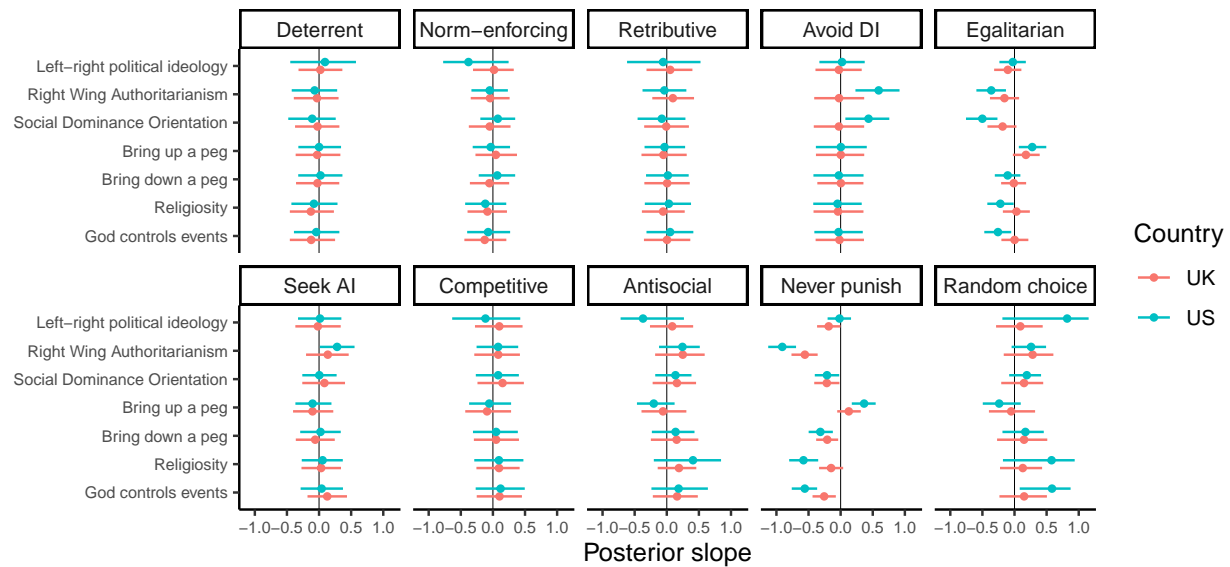 Deterrent Norm−enforcing Retributive Avoid DI Egalitarian
Left−right political ideology
Right Wing Authoritarianism
Social Dominance Orientation
Bring up a peg
Bring down a peg
Religiosity
God controls events
Seek AI Competitive Antisocial Never punish Random choice
Left−right political ideology
Right Wing Authoritarianism
Social Dominance Orientation
Bring up a peg
Bring down a peg
Religiosity
God controls events
−1.0 −0.5 0.0 0.5 1.0 −1.0 −0.5 0.0 0.5 1.0 −1.0 −0.5 0.0 0.5 1.0 −1.0 −0.5 0.0 0.5 1.0 −1.0 −0.5 0.0 0.5 1.0
Posterior slope
Country
UK
US